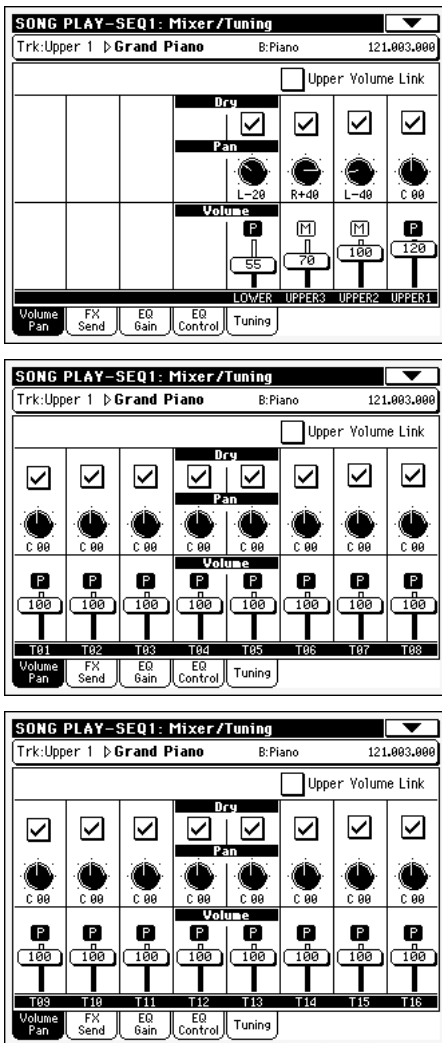 SONG PLAY-SEQ1: Mixer/Tuning
Trk:Upper 1 Grand Piano B:Piano 121.003.000
Upper Volume Link
Dry
Pan
L-20 R+40 L-40 C 00
Volume
P M M P
55 70 100 120
LOWER UPPER3 UPPER2 UPPER1
Volume Pan FX Send EQ Gain EQ Control Tuning
SONG PLAY-SEQ1: Mixer/Tuning
Trk:Upper 1 Grand Piano B:Piano 121.003.000
Upper Volume Link
Dry
Pan
C 00 C 00 C 00 C 00 C 00 C 00 C 00 C 00
Volume
P P P P P P P P
100 100 100 100 100 100 100 100
T01 T02 T03 T04 T05 T06 T07 T08
Volume Pan FX Send EQ Gain EQ Control Tuning
SONG PLAY-SEQ1: Mixer/Tuning
Trk:Upper 1 Grand Piano B:Piano 121.003.000
Upper Volume Link
Dry
Pan
C 00 C 00 C 00 C 00 C 00 C 00 C 00 C 00
Volume
P P P P P P P P
100 100 100 100 100 100 100 100
T09 T10 T11 T12 T13 T14 T15 T16
Volume Pan FX Send EQ Gain EQ Control Tuning